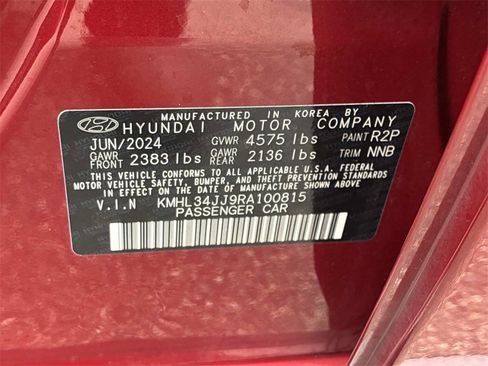 MANUFACTURED IN KOREA BY
HYUNDAI MOTOR COMPANY
JUN/2024 GVWR 4575 lbs PAINT R2P
GAWR FRONT 2383 lbs GAWR REAR 2136 lbs TRIM NNB
THIS VEHICLE CONFORMS TO ALL APPLICABLE U.S.A. FEDERAL
MOTOR VEHICLE SAFETY, BUMPER, AND THEFT PREVENTION
STANDARDS IN EFFECT ON THE DATE OF MANUFACTURE SHOWN ABOVE.
V.I.N KMHL34JJ9RA100815
PASSENGER CAR